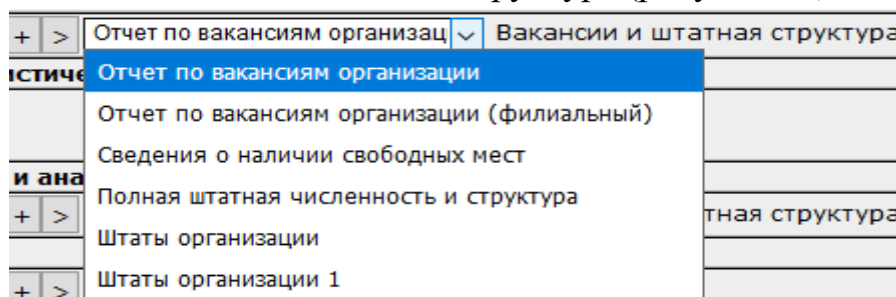 + > Отчет по вакансиям организац Вакансии и штатная структура
Отчет по вакансиям организации
Отчет по вакансиям организации (филиальный)
Сведения о наличии свободных мест
и ана
Полная штатная численность и структура
+ > тная структура
Штаты организации
Штаты организации 1
+ >